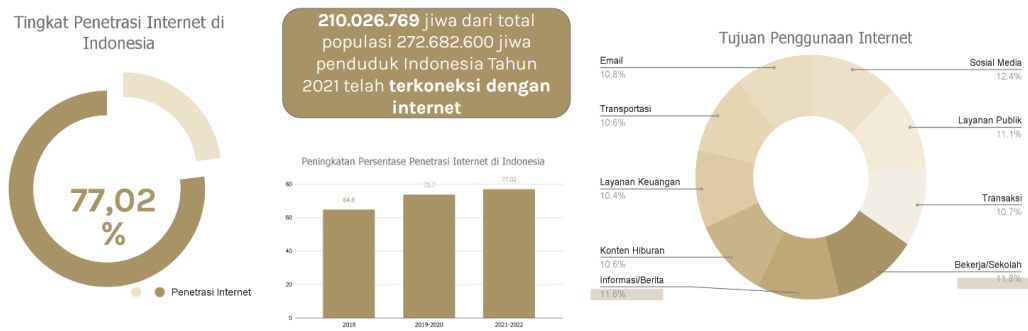 Tingkat Penetrasi Internet di
Indonesia
77,02
%
Penetrasi Internet
210.026.769 jiwa dari total
populasi 272.682.600 jiwa
penduduk Indonesia Tahun
2021 telah terkoneksi dengan
internet
Peningkatan Persentase Penetrasi Internet di Indonesia
80
60
40
20
0
64.8
73.7
77.02
2018
2019-2020
2021-2022
Tujuan Penggunaan Internet
Email
10.8%
Transportasi
10.6%
Layanan Keuangan
10.4%
Konten Hiburan
10.6%
Informasi/Berita
11.6%
Sosial Media
12.4%
Layanan Publik
11.1%
Transaksi
10.7%
Bekerja/Sekolah
11.8%